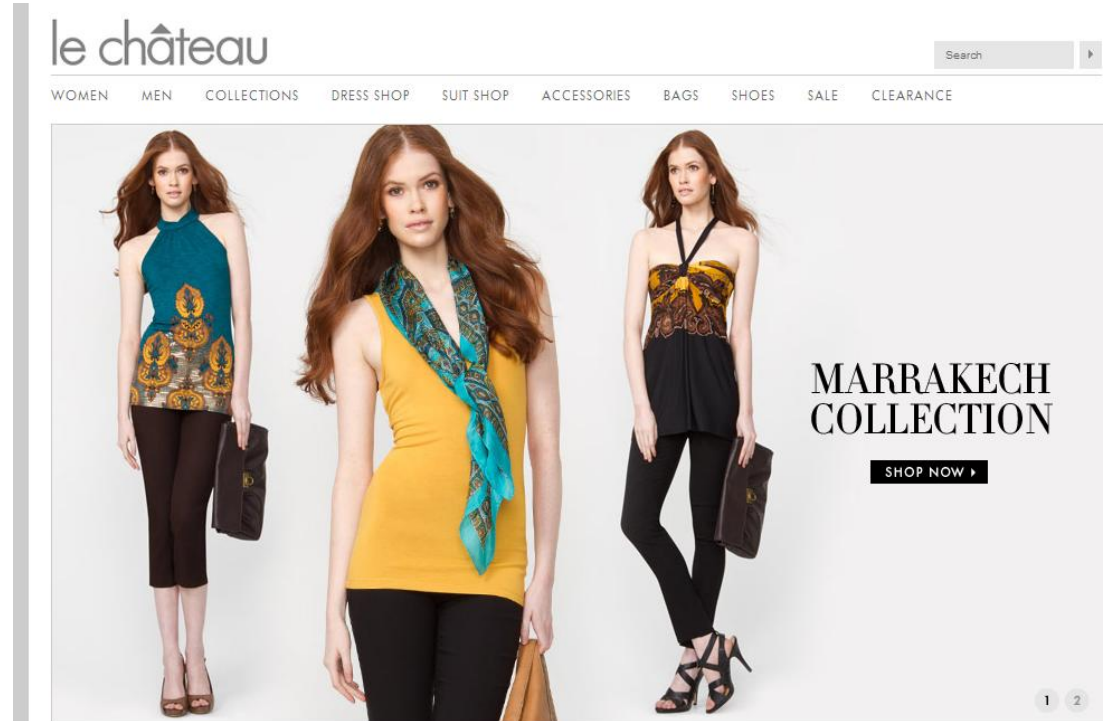 le château
Search
WOMEN MEN COLLECTIONS DRESS SHOP SUIT SHOP ACCESSORIES BAGS SHOES SALE CLEARANCE
MARRAKECH
COLLECTION
SHOP NOW
1 2